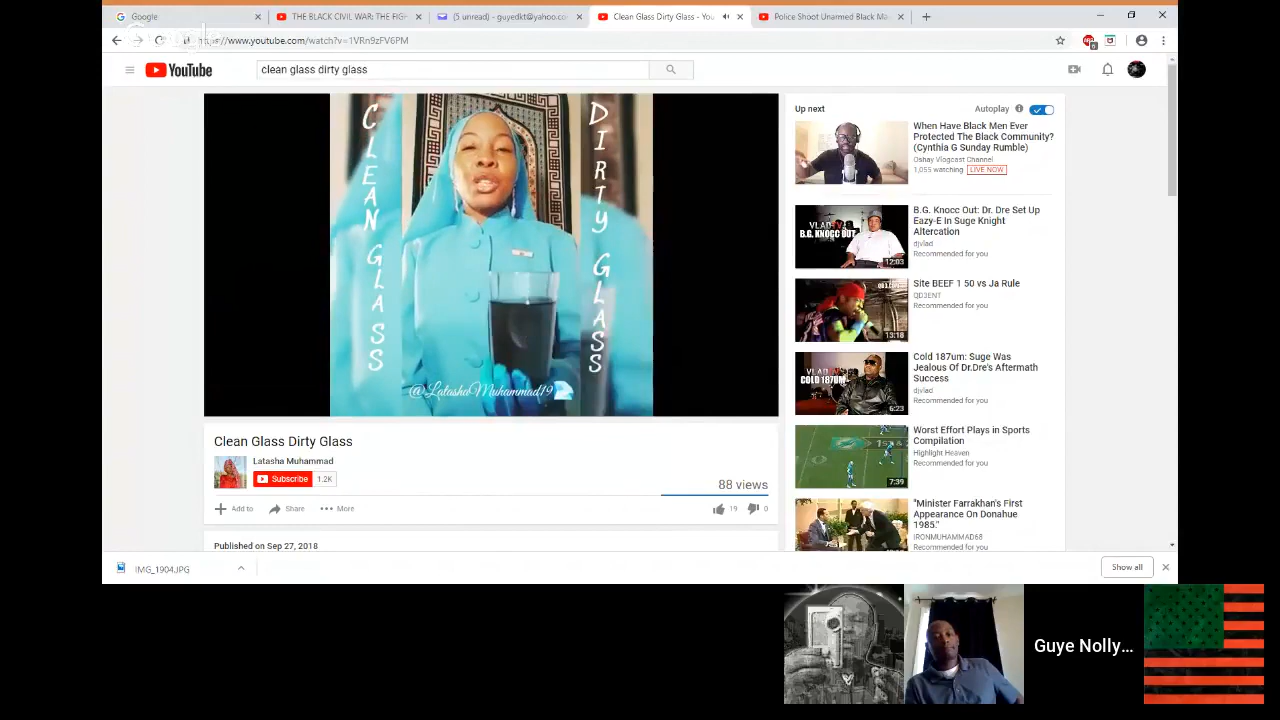 Google
THE BLACK CIVIL WAR: THE FIGH
(5 unread) - guyedkt@yahoo.co
Clean Glass Dirty Glass - You
Police Shoot Unarmed Black Ma
https://www.youtube.com/watch?v=1VRn9zFV6PM
YouTube
clean glass dirty glass
CLEAN GLASS
DIRTY GLASS
@LatashaMuhammad19
Clean Glass Dirty Glass
Latasha Muhammad
Subscribe 1.2K
88 views
Add to Share More 19 0
Published on Sep 27, 2018
Up next Autoplay
When Have Black Men Ever
Protected The Black Community?
(Cynthia G Sunday Rumble)
Oshay Vlogcast Channel
1,055 watching LIVE NOW
VLADTV
B.G. KNOCC OUT
12:03
B.G. Knocc Out: Dr. Dre Set Up
Eazy-E In Suge Knight
Altercation
djvlad
Recommended for you
13:18
Site BEEF 1 50 vs Ja Rule
QD3ENT
Recommended for you
VLADTV
COLD 187UM
6:23
Cold 187um: Suge Was
Jealous Of Dr.Dre's Aftermath
Success
djvlad
Recommended for you
7:39
Worst Effort Plays in Sports
Compilation
Highlight Heaven
Recommended for you
"Minister Farrakhan's First
Appearance On Donahue
1985."
IRONMUHAMMAD68
Recommended for you
IMG_1904.JPG
Show all
Guye Nolly...